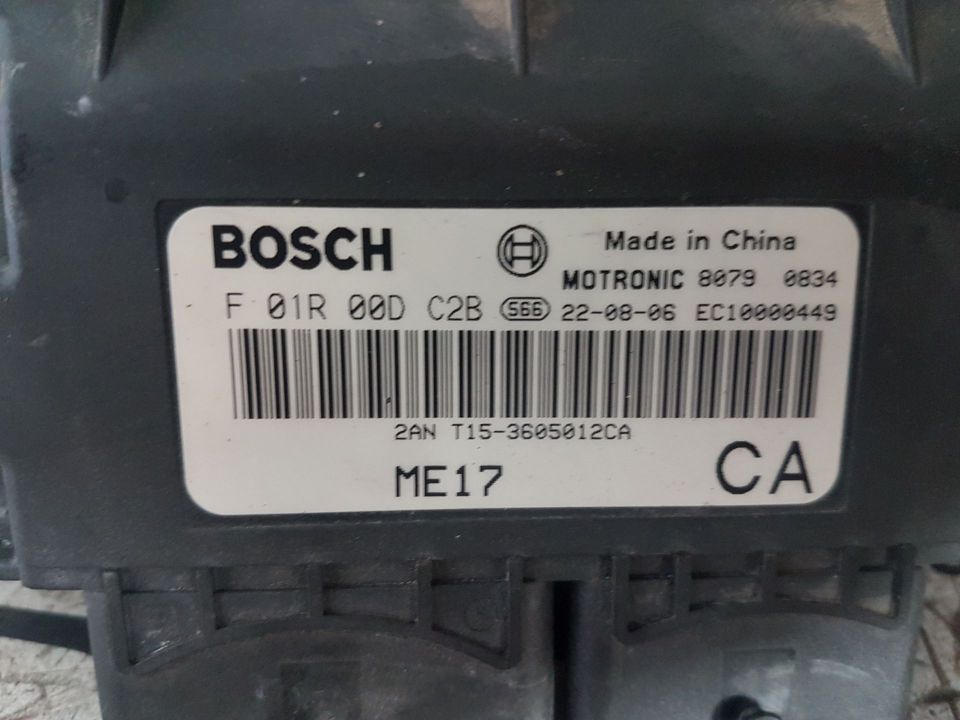 BOSCH
Made in China
MOTRONIC 8079 0834
F 01R 00D C2B 566 22-08-06 EC10000449
2AN T15-3605012CA
ME17 CA